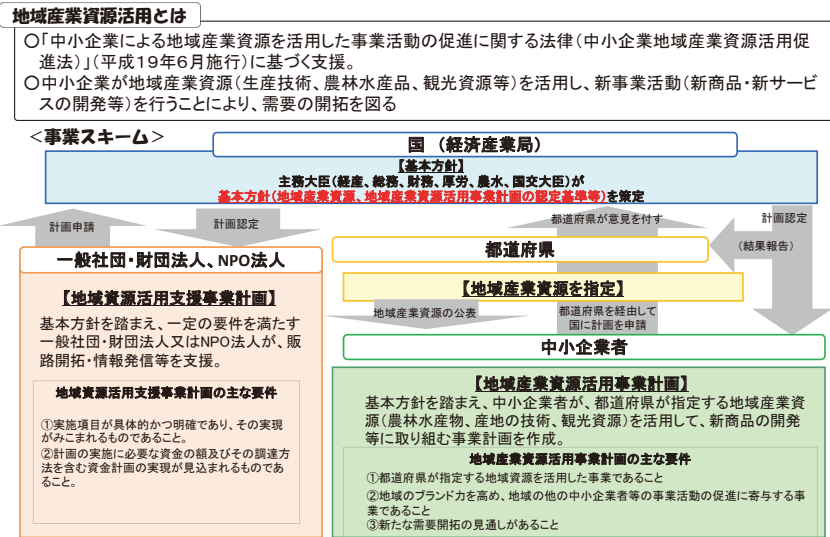 地域産業資源活用とは
○「中小企業による地域産業資源を活用した事業活動の促進に関する法律(中小企業地域産業資源活用促
進法)」(平成19年6月施行)に基づく支援。
○中小企業が地域産業資源(生産技術、農林水産品、観光資源等)を活用し、新事業活動(新商品・新サービ
スの開発等)を行うことにより、需要の開拓を図る
<事業スキーム>
国 (経済産業局)
【基本方針】
主務大臣(経産、総務、財務、厚労、農水、国交大臣)が
基本方針(地域産業資源、地域産業資源活用事業計画の認定基準等)を策定
計画申請
計画認定
都道府県が意見を付す
計画認定
(結果報告)
一般社団・財団法人、NPO法人
【地域資源活用支援事業計画】
基本方針を踏まえ、一定の要件を満たす
一般社団・財団法人又はNPO法人が、販
路開拓・情報発信等を支援。
地域資源活用支援事業計画の主な要件
①実施項目が具体的かつ明確であり、その実現
がみこまれるものであること。
②計画の実施に必要な資金の額及びその調達方
法を含む資金計画の実現が見込まれるものであ
ること。
都道府県
【地域産業資源を指定】
地域産業資源の公表
都道府県を経由して
国に計画を申請
中小企業者
【地域産業資源活用事業計画】
基本方針を踏まえ、中小企業者が、都道府県が指定する地域産業資
源(農林水産物、産地の技術、観光資源)を活用して、新商品の開発
等に取り組む事業計画を作成。
地域産業資源活用事業計画の主な要件
①都道府県が指定する地域資源を活用した事業であること
②地域のブランド力を高め、地域の他の中小企業者等の事業活動の促進に寄与する事
業であること
③新たな需要開拓の見通しがあること